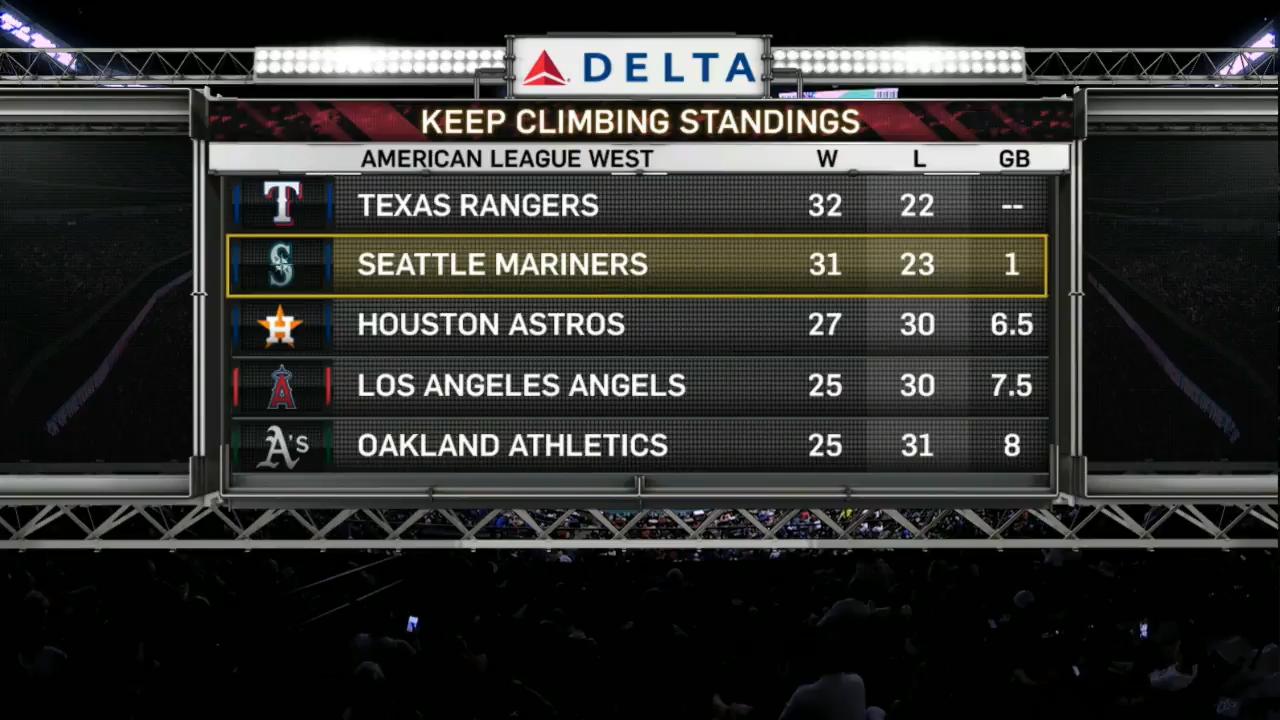 DELTA
KEEP CLIMBING STANDINGS
AMERICAN LEAGUE WEST W L GB
T TEXAS RANGERS 32 22 --
S SEATTLE MARINERS 31 23 1
H HOUSTON ASTROS 27 30 6.5
A LOS ANGELES ANGELS 25 30 7.5
A's OAKLAND ATHLETICS 25 31 8